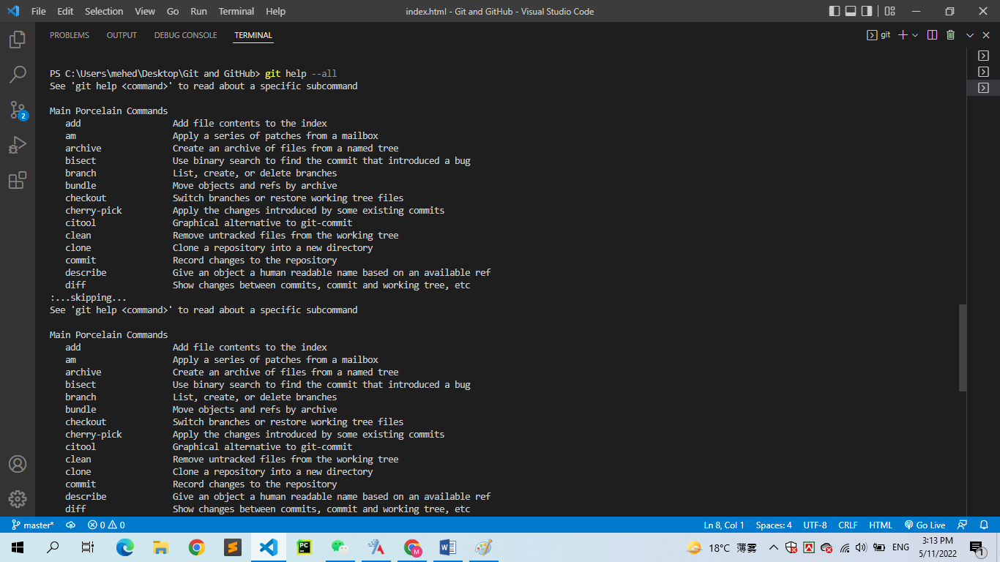 File Edit Selection View Go Run Terminal Help index.html - Git and GitHub - Visual Studio Code
PROBLEMS OUTPUT DEBUG CONSOLE TERMINAL git
PS C:\Users\mehed\Desktop\Git and GitHub> git help --all
See 'git help <command>' to read about a specific subcommand
Main Porcelain Commands
add Add file contents to the index
am Apply a series of patches from a mailbox
archive Create an archive of files from a named tree
bisect Use binary search to find the commit that introduced a bug
branch List, create, or delete branches
bundle Move objects and refs by archive
checkout Switch branches or restore working tree files
cherry-pick Apply the changes introduced by some existing commits
citool Graphical alternative to git-commit
clean Remove untracked files from the working tree
clone Clone a repository into a new directory
commit Record changes to the repository
describe Give an object a human readable name based on an available ref
diff Show changes between commits, commit and working tree, etc
:...skipping...
See 'git help <command>' to read about a specific subcommand
Main Porcelain Commands
add Add file contents to the index
am Apply a series of patches from a mailbox
archive Create an archive of files from a named tree
bisect Use binary search to find the commit that introduced a bug
branch List, create, or delete branches
bundle Move objects and refs by archive
checkout Switch branches or restore working tree files
cherry-pick Apply the changes introduced by some existing commits
citool Graphical alternative to git-commit
clean Remove untracked files from the working tree
clone Clone a repository into a new directory
commit Record changes to the repository
describe Give an object a human readable name based on an available ref
diff Show changes between commits, commit and working tree, etc
2
master* 0 0 Ln 8, Col 1 Spaces: 4 UTF-8 CRLF HTML Go Live
PC M W 18°C 薄雾 ENG 3:13 PM
5/11/2022 1